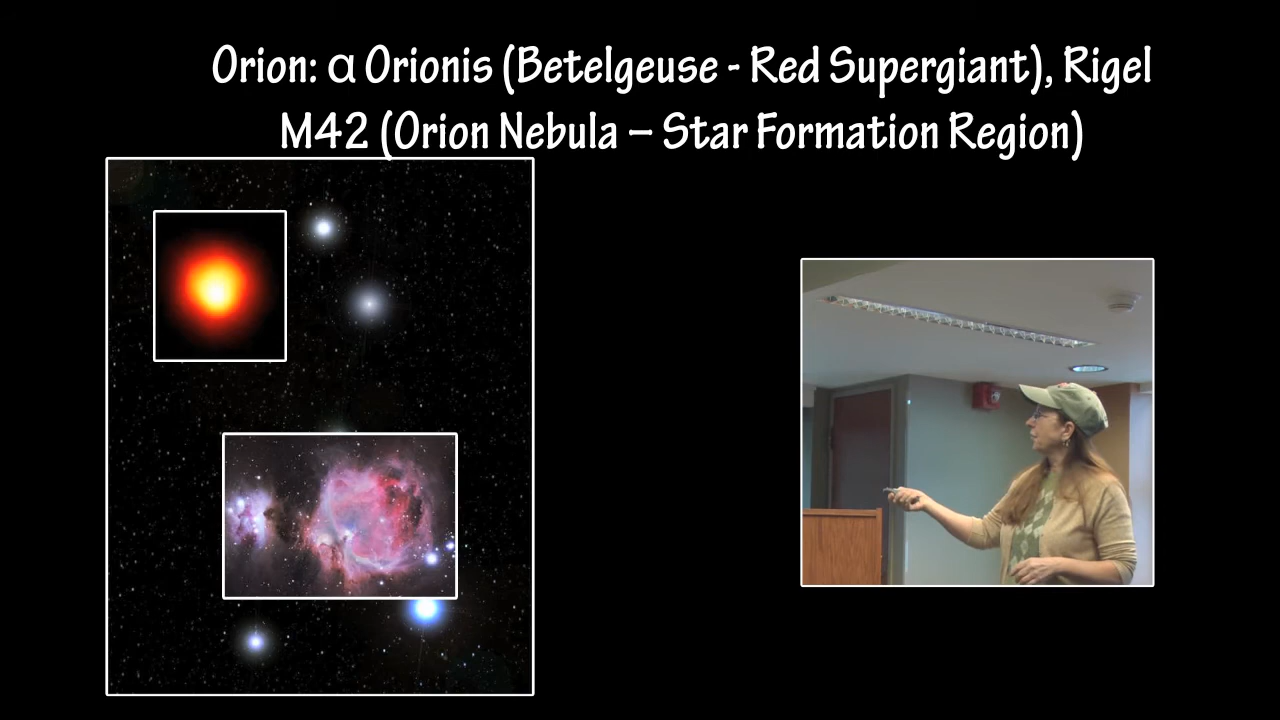 Orion: α Orionis (Betelgeuse - Red Supergiant), Rigel
M42 (Orion Nebula – Star Formation Region)